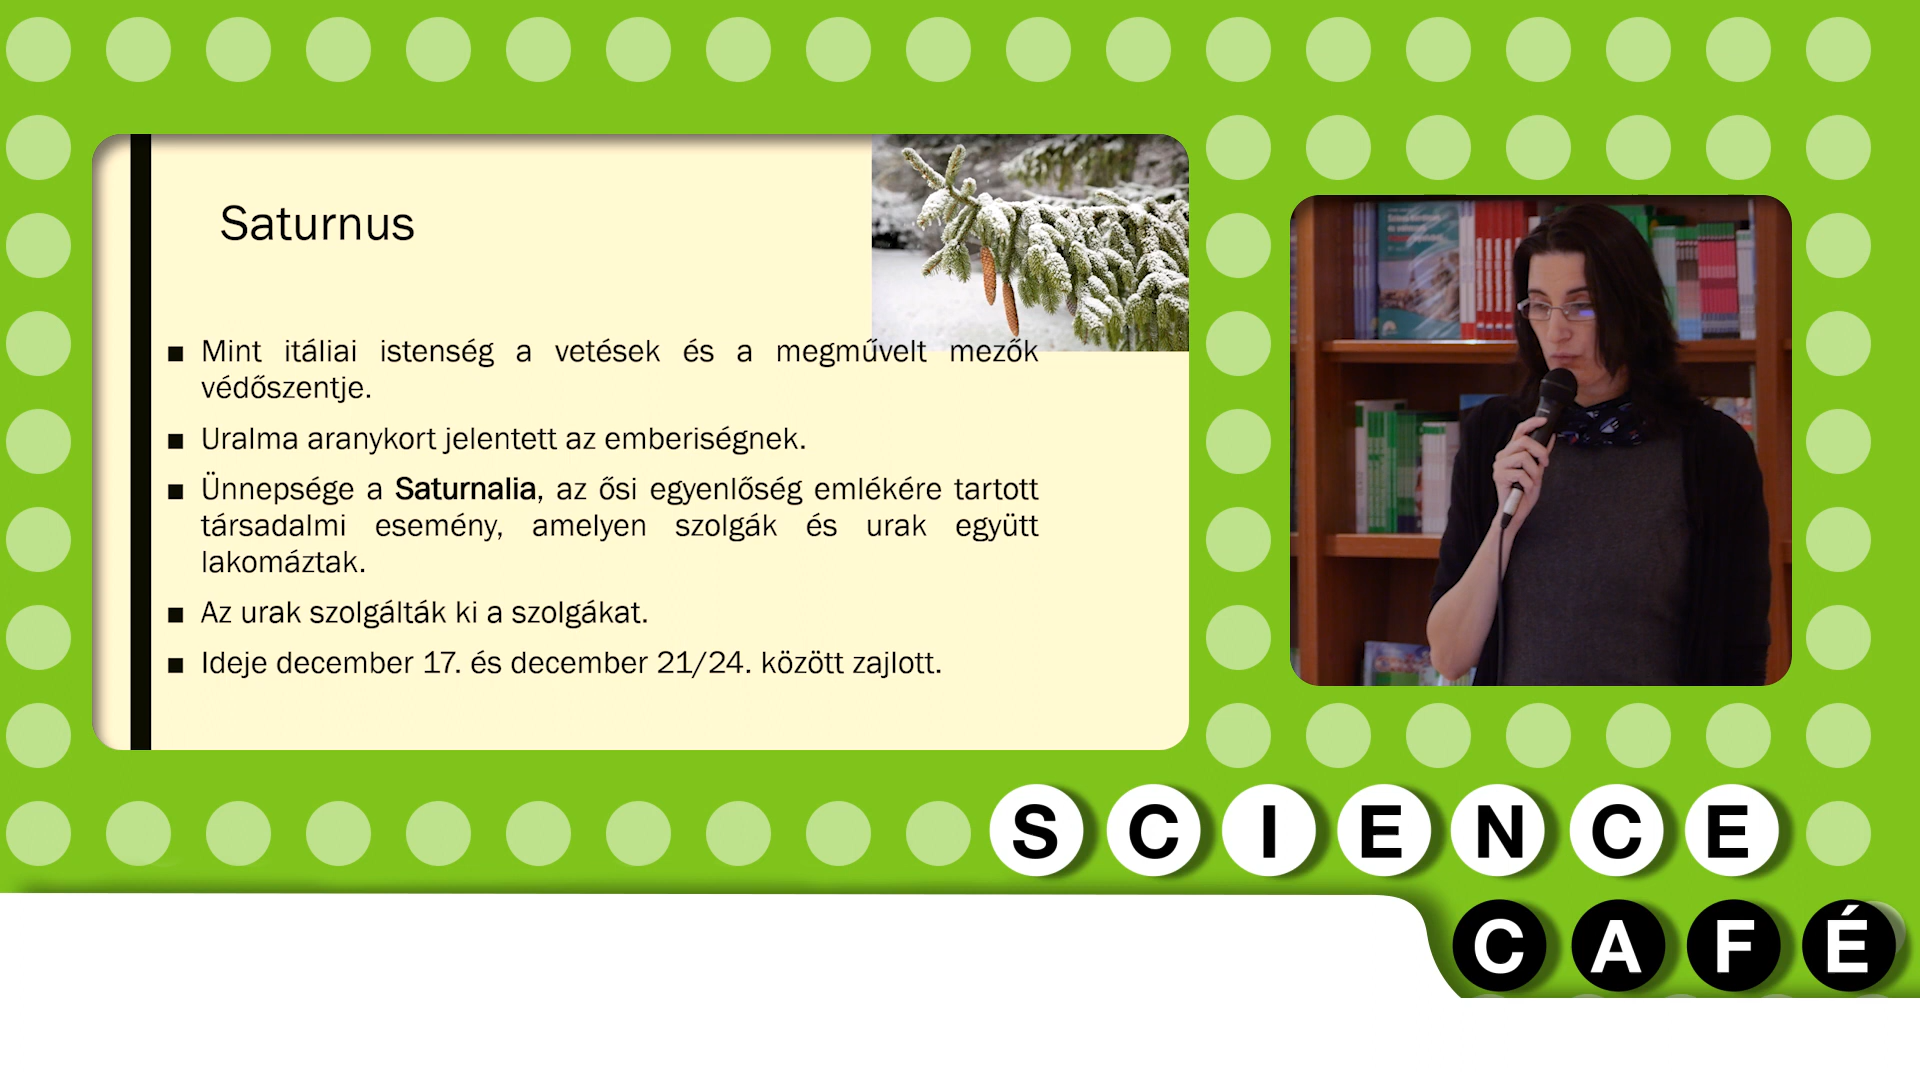 Saturnus
▪ Mint itáliai istenség a vetések és a megművelt mezők
védőszentje.
▪ Uralma aranykort jelentett az emberiségnek.
▪ Ünnepsége a Saturnalia, az ősi egyenlőség emlékére tartott
társadalmi esemény, amelyen szolgák és urak együtt
lakomáztak.
▪ Az urak szolgálták ki a szolgákat.
▪ Ideje december 17. és december 21/24. között zajlott.
SCIENCE
CAFÉ